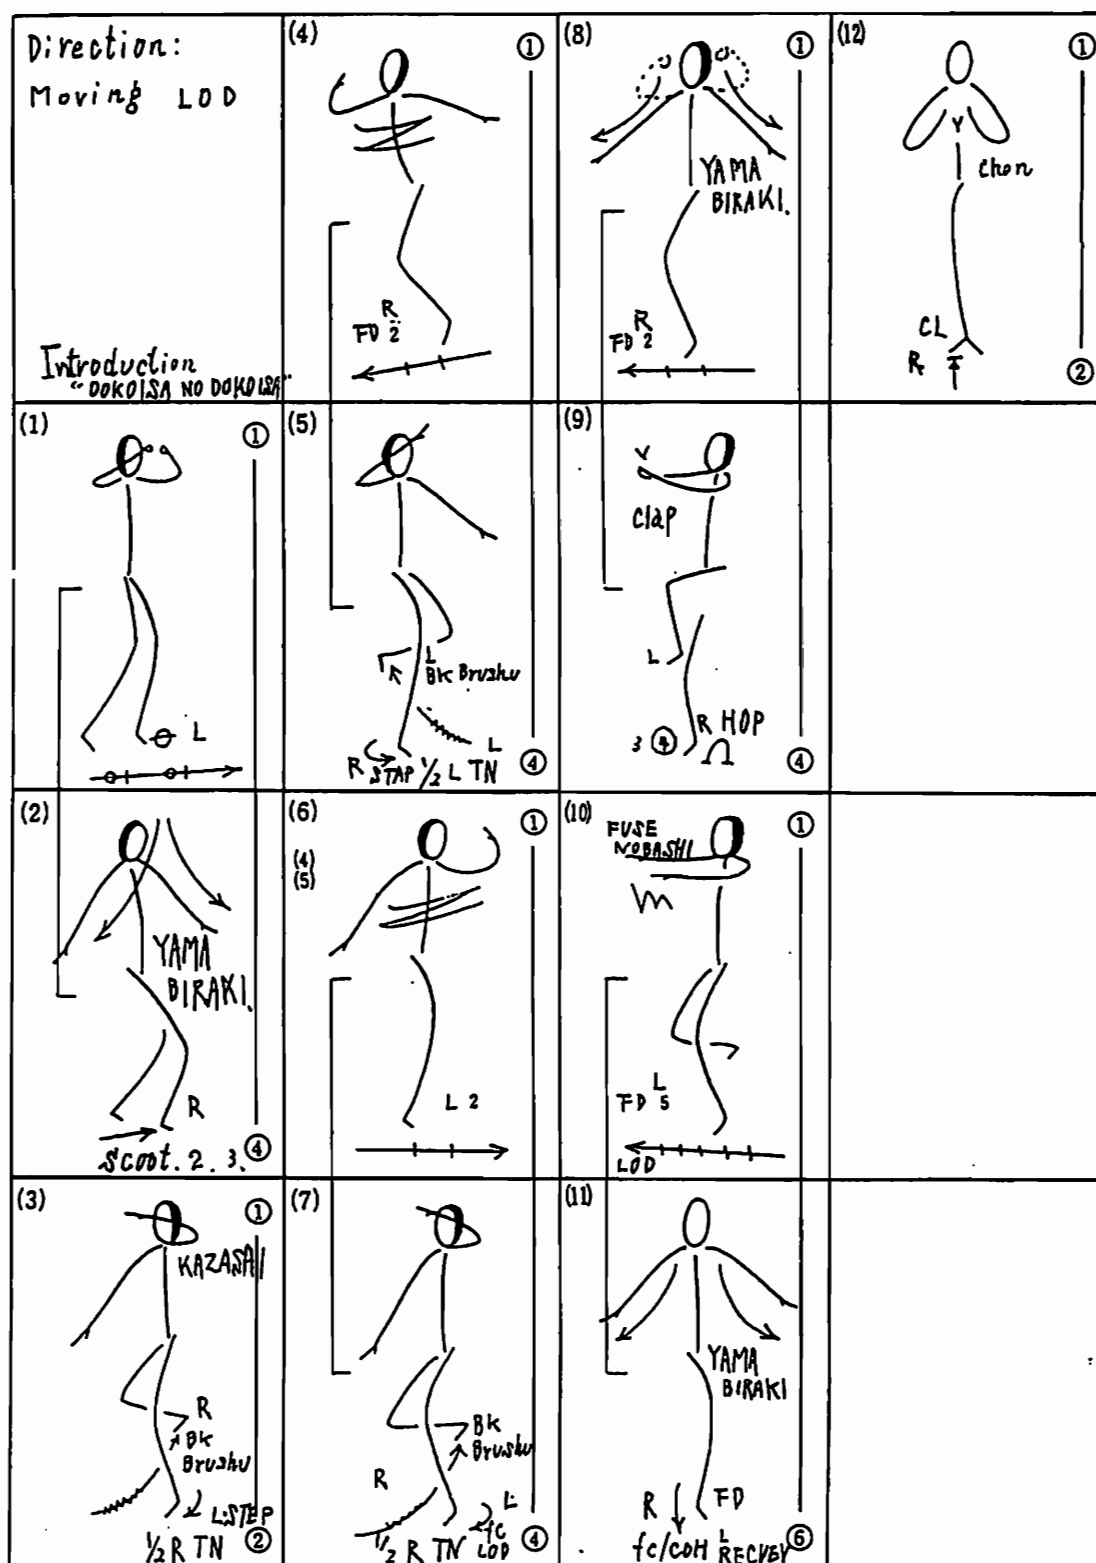 Direction:
Moving LOD
Introduction
"DOKOISA NO DOKOISA"
(1)
①
L
(2)
YAMA
BIRAKI.
R
Scoot. 2. 3.
④
(3)
①
KAZASHI
R
BK
Brushu
L:STEP
½ R TN
②
(4)
①
R
FD 2
(5)
L
BK Brushu
L
R STAP ½ L TN
④
(6)
①
(4)
(5)
L 2
(7)
BK
Brushu
R
L
fc
½ R TN LOD
④
(8)
①
YAMA
BIRAKI.
R
FD 2
(9)
V
Clap
L
R HOP
3 ④
④
(10)
①
FUSE
NOBASHI
L
FD 5
LOD
(11)
YAMA
BIRAKI
R FD
fc/COH L
⑥
(12)
①
Y
Chon
CL
R
②